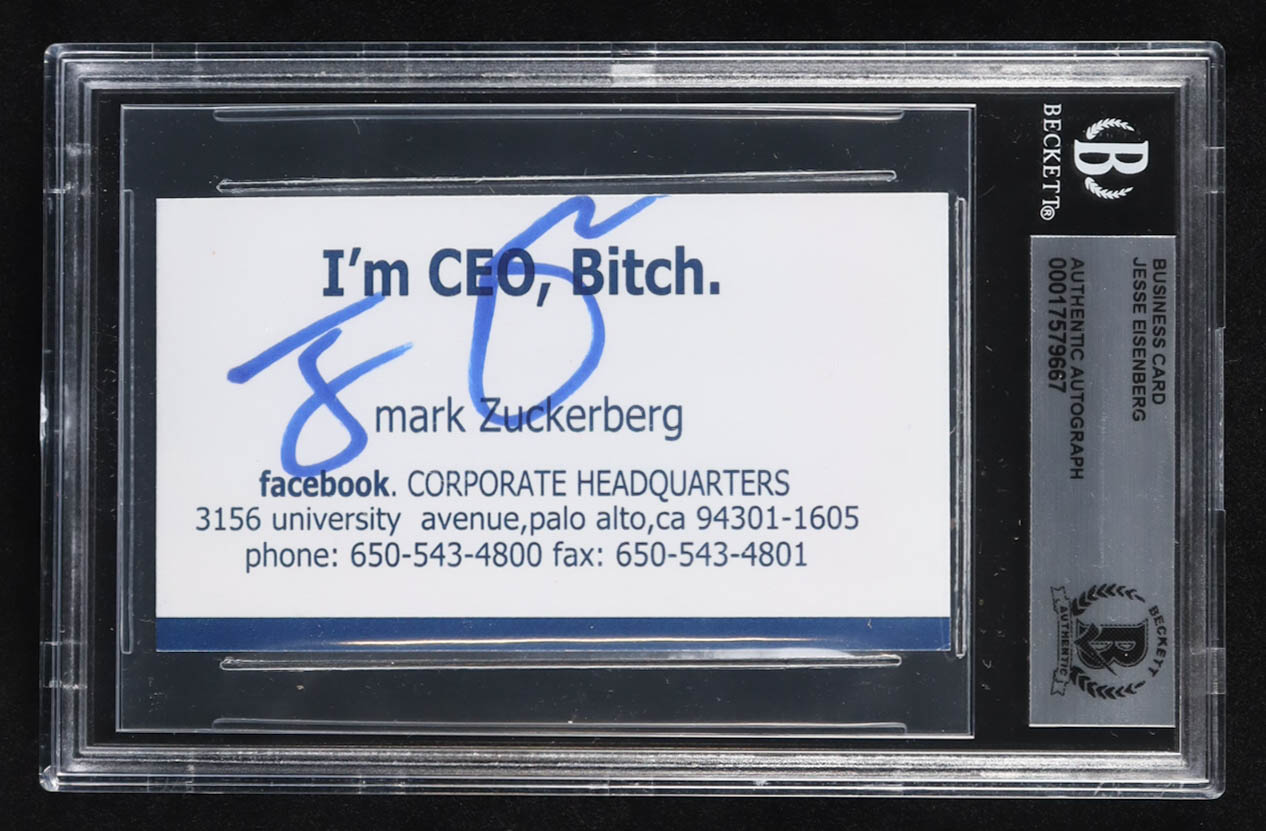 I'm CEO, Bitch.
mark Zuckerberg
facebook. CORPORATE HEADQUARTERS
3156 university avenue,palo alto,ca 94301-1605
phone: 650-543-4800 fax: 650-543-4801
BECKETT®
B
BUSINESS CARD
JESSE EISENBERG
AUTHENTIC AUTOGRAPH
00017579667
BECKETT
B
AUTHENTIC